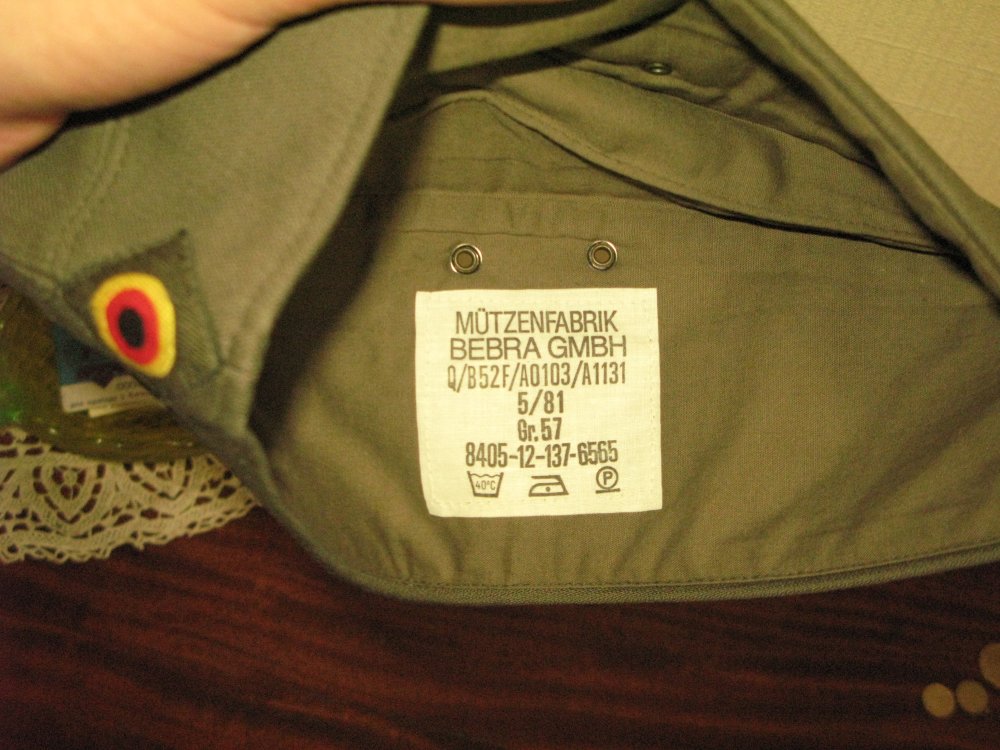 MÜTZENFABRIK
BEBRA GMBH
Q/B52F/A0103/A1131
5/81
Gr.57
8405-12-137-6565
40°C
P